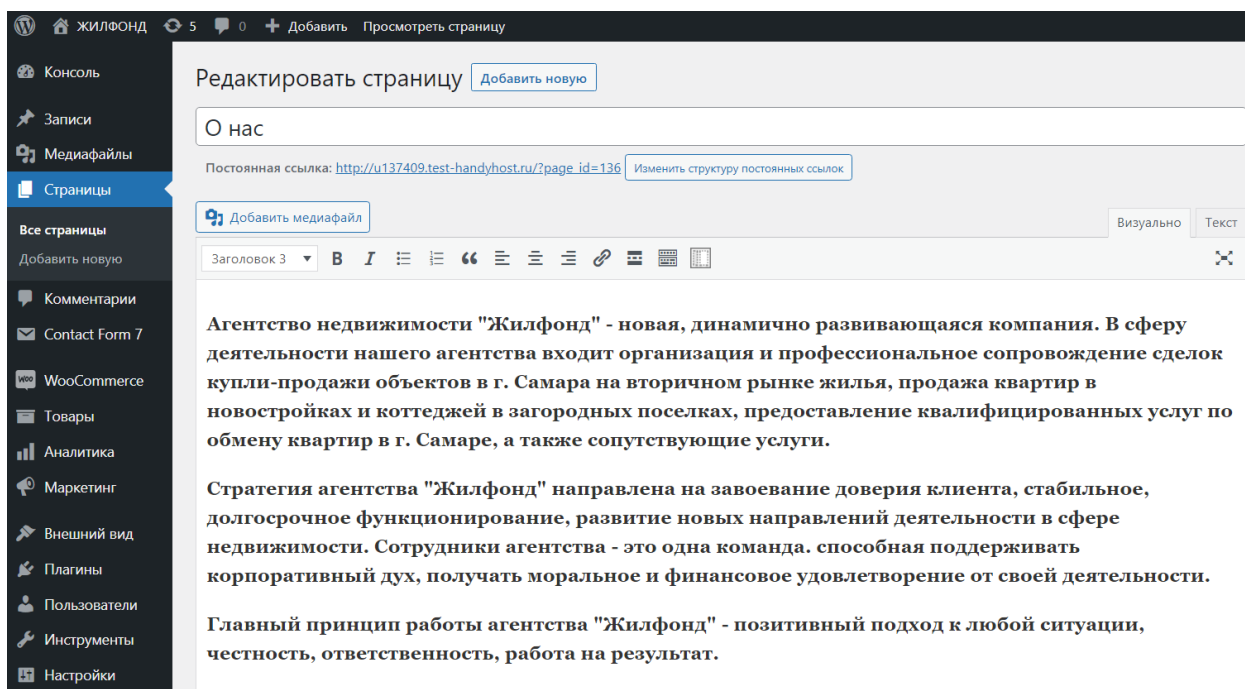 ЖИЛФОНД 5 0 Добавить Просмотреть страницу
Консоль
Записи
Медиафайлы
Страницы
Все страницы
Добавить новую
Комментарии
Contact Form 7
WooCommerce
Товары
Аналитика
Маркетинг
Внешний вид
Плагины
Пользователи
Инструменты
Настройки
Редактировать страницу Добавить новую
О нас
Постоянная ссылка: http://u137409.test-handyhost.ru/?page_id=136 Изменить структуру постоянных ссылок
Добавить медиафайл
Визуально Текст
Заголовок 3 B I
Агентство недвижимости "Жилфонд" - новая, динамично развивающаяся компания. В сферу
деятельности нашего агентства входит организация и профессиональное сопровождение сделок
купли-продажи объектов в г. Самара на вторичном рынке жилья, продажа квартир в
новостройках и коттеджей в загородных поселках, предоставление квалифицированных услуг по
обмену квартир в г. Самаре, а также сопутствующие услуги.
Стратегия агентства "Жилфонд" направлена на завоевание доверия клиента, стабильное,
долгосрочное функционирование, развитие новых направлений деятельности в сфере
недвижимости. Сотрудники агентства - это одна команда. способная поддерживать
корпоративный дух, получать моральное и финансовое удовлетворение от своей деятельности.
Главный принцип работы агентства "Жилфонд" - позитивный подход к любой ситуации,
честность, ответственность, работа на результат.